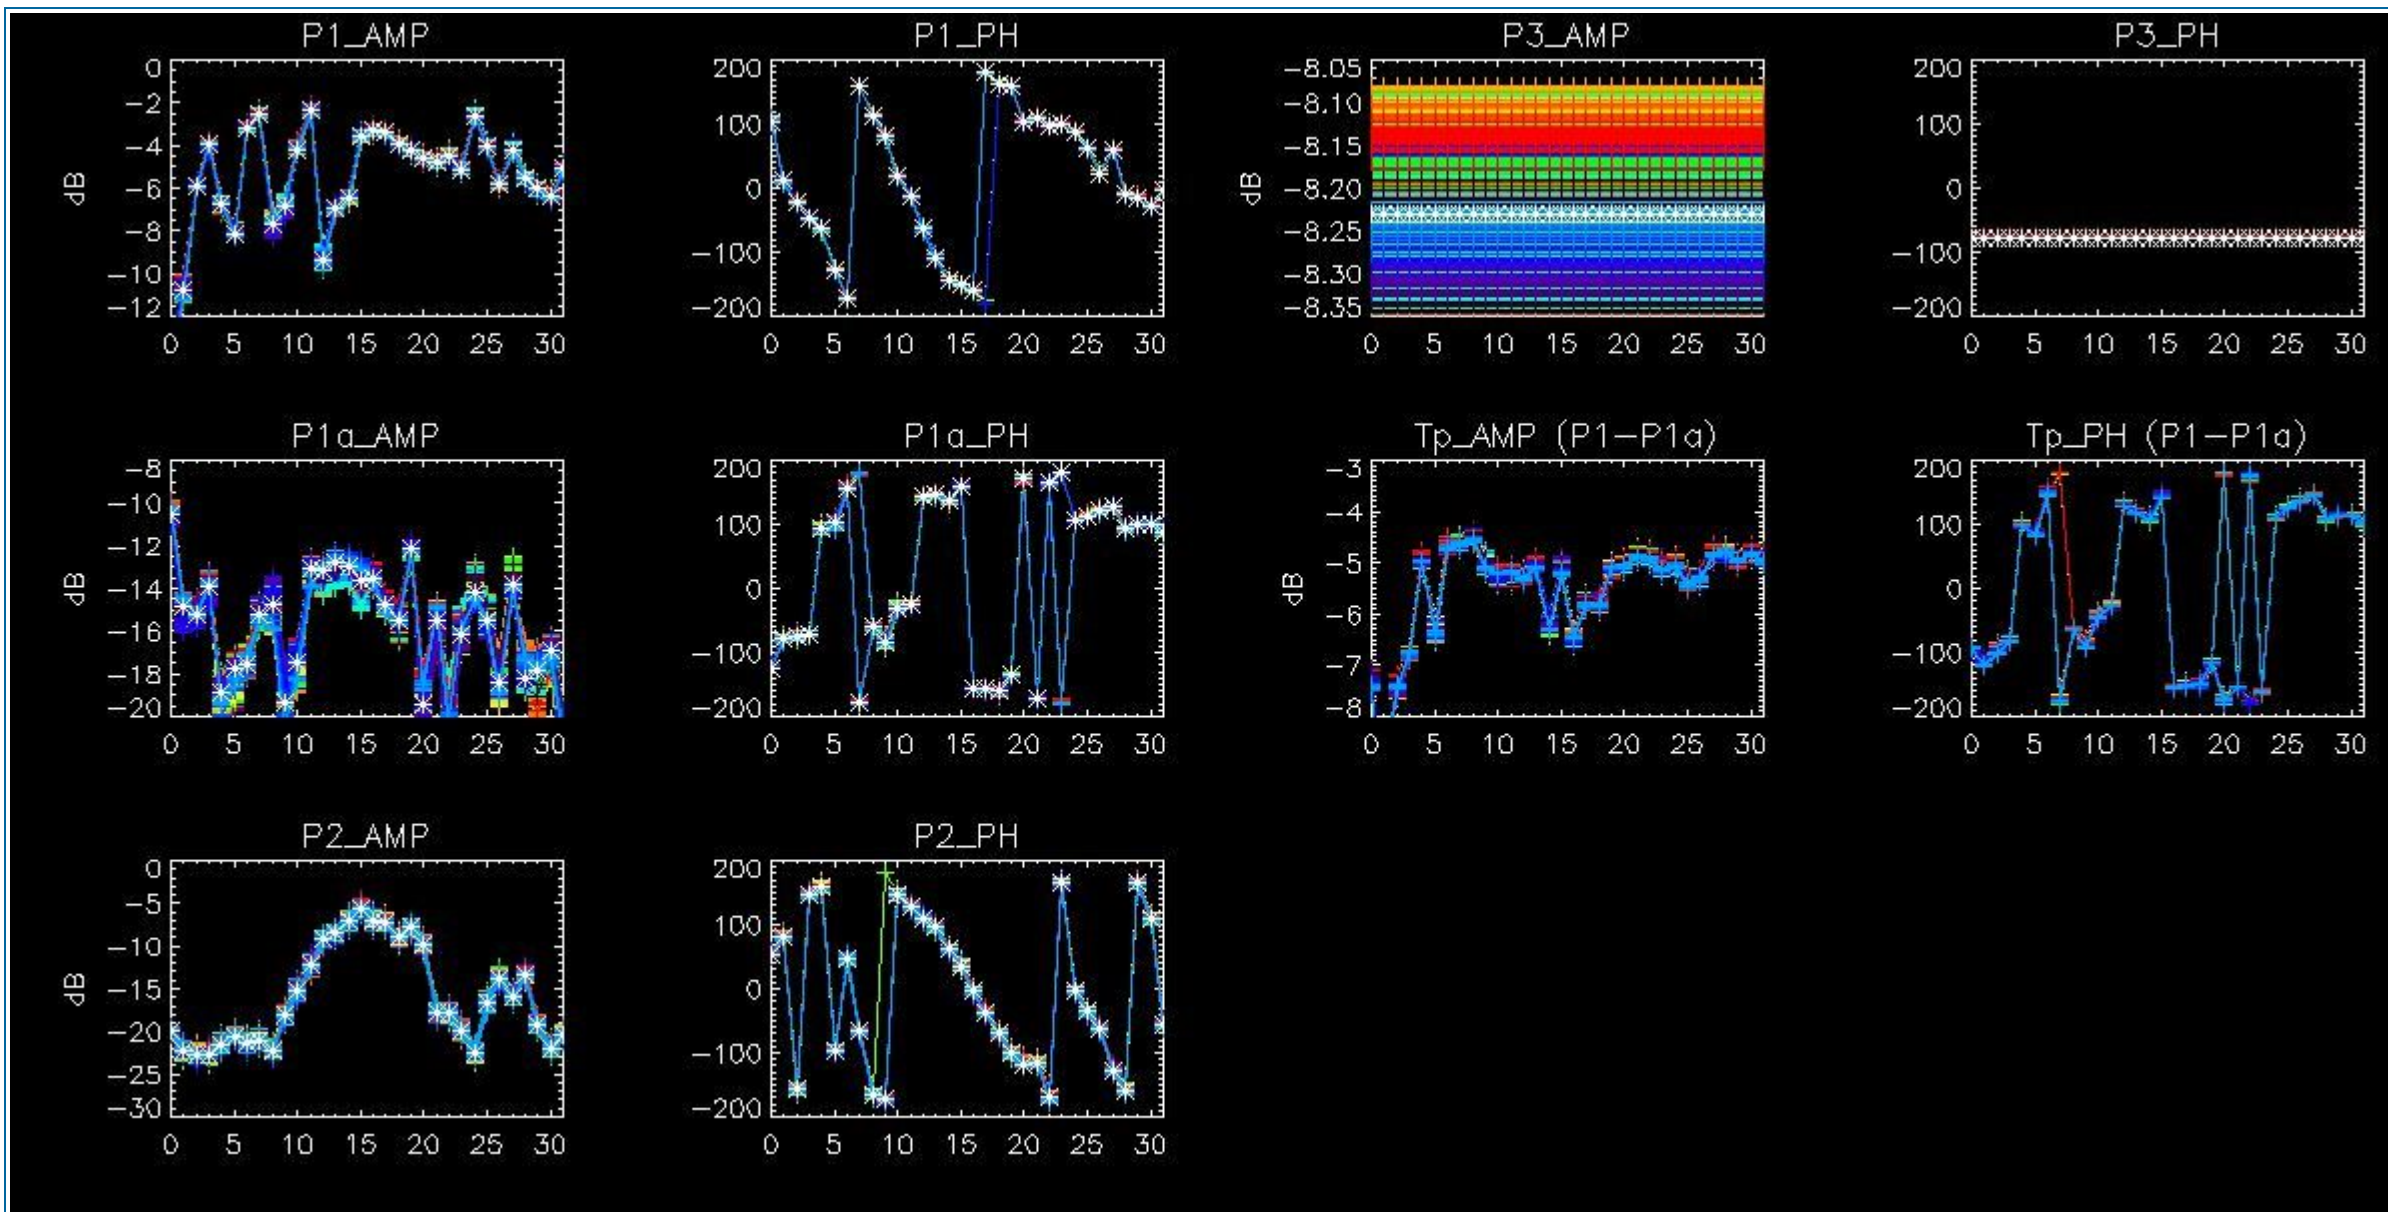 P1_AMP P1_PH P3_AMP P3_PH
0 200 −8.05 200
−2 100 −8.10 100
−4 0 −8.15 0
−6 −100 −8.20 −100
−8 −200 −8.25 −200
−10 −8.30
−12 −8.35
dB dB
0 5 10 15 20 25 30 0 5 10 15 20 25 30 0 5 10 15 20 25 30 0 5 10 15 20 25 30
P1a_AMP P1a_PH Tp_AMP (P1−P1a) Tp_PH (P1−P1a)
−8 200 −3 200
−10 100 −4 100
−12 0 −5 0
−14 −100 −6 −100
−16 −200 −7 −200
−18 −8
−20
dB dB
0 5 10 15 20 25 30 0 5 10 15 20 25 30 0 5 10 15 20 25 30 0 5 10 15 20 25 30
P2_AMP P2_PH
0 200
−5 100
−10 0
−15 −100
−20 −200
−25
−30
dB
0 5 10 15 20 25 30 0 5 10 15 20 25 30